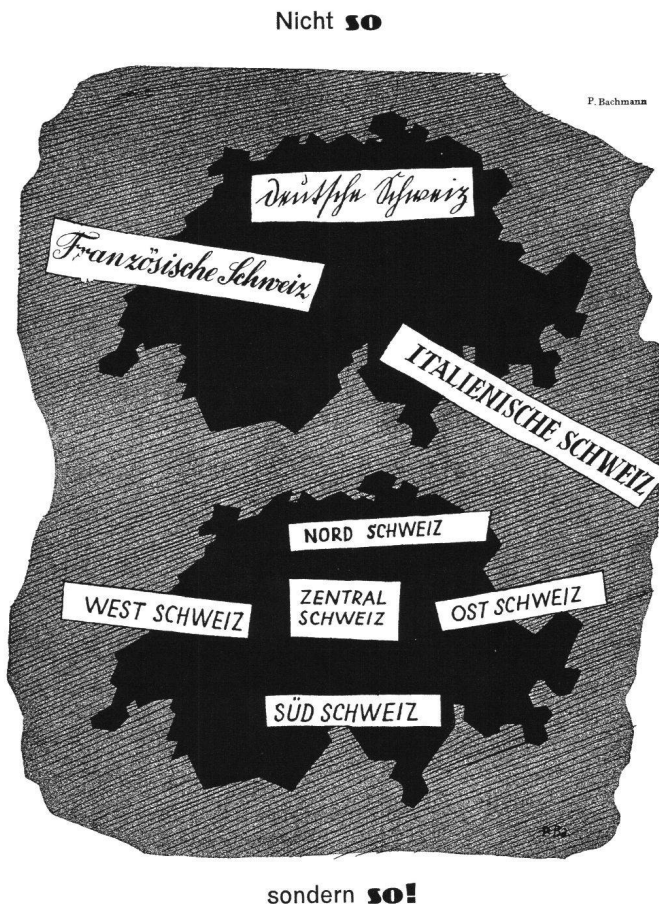 Nicht so
P. Bachmann
Deutsche Schweiz
Französische Schweiz
ITALIENISCHE SCHWEIZ
NORD SCHWEIZ
WEST SCHWEIZ
ZENTRAL
SCHWEIZ
OST SCHWEIZ
SÜD SCHWEIZ
sondern so!